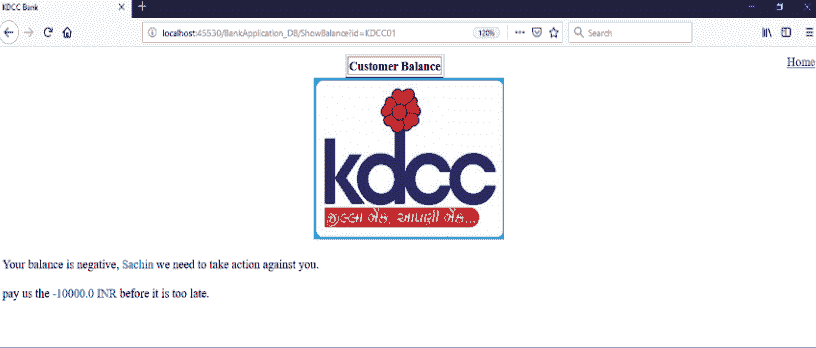 KDCC Bank
localhost:45530/BankApplication_DB/ShowBalance?id=KDCC01
120%
Search
Customer Balance
Home
kdcc
જીલ્લા બેંક, આપણી બેંક...
Your balance is negative, Sachin we need to take action against you.
pay us the -10000.0 INR before it is too late.